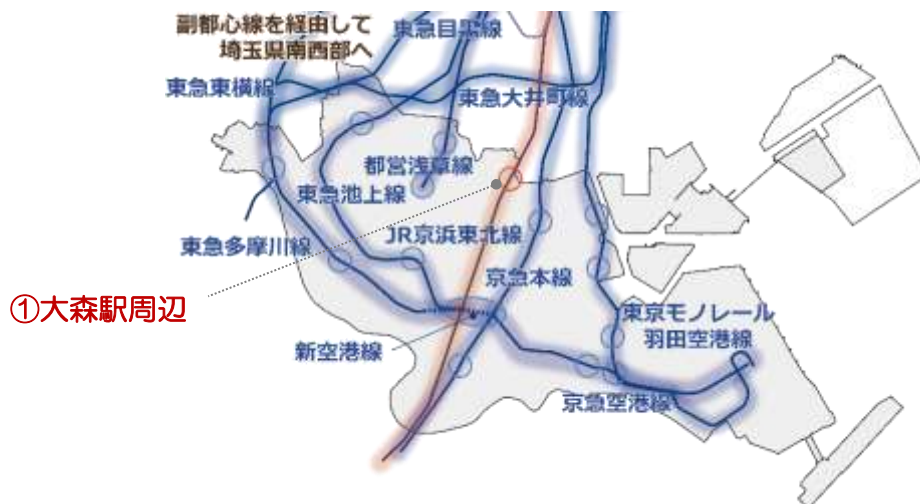 副都心線を経由して
埼玉県南西部へ
東急目黒線
東急東横線
東急大井町線
都営浅草線
東急池上線
JR京浜東北線
東急多摩川線
京急本線
①大森駅周辺
東京モノレール
羽田空港線
新空港線
京急空港線